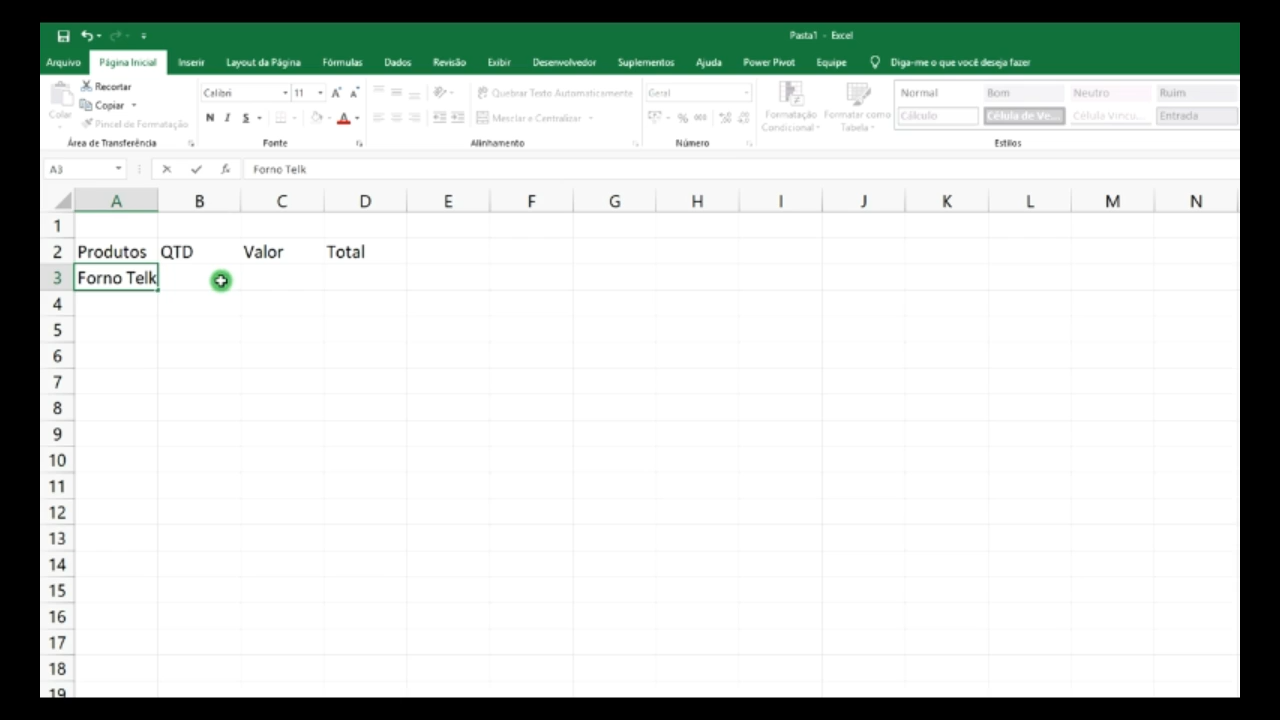 Pasta1 - Excel
Arquivo Página Inicial Inserir Layout da Página Fórmulas Dados Revisão Exibir Desenvolvedor Suplementos Ajuda Power Pivot Equipe Diga-me o que você deseja fazer
Colar
Recortar
Copiar
Pincel de Formatação
Área de Transferência
Calibri 11
N I S
Fonte
Quebrar Texto Automaticamente
Mesclar e Centralizar
Alinhamento
Geral
% 000
Número
Formatação Condicional
Formatar como Tabela
Normal Bom Neutro Ruim
Cálculo Célula de Ve... Célula Vincu... Entrada
Estilos
A3 fx Forno Telk
A B C D E F G H I J K L M N
1
2 Produtos QTD Valor Total
3 Forno Telk
4
5
6
7
8
9
10
11
12
13
14
15
16
17
18
19